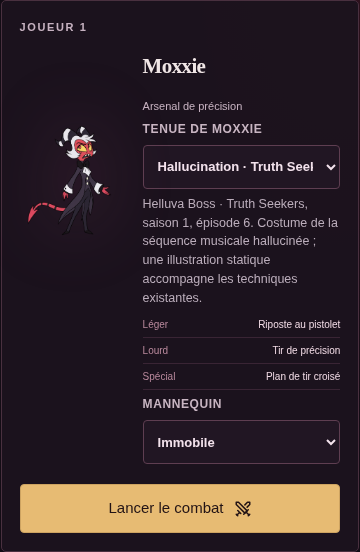 JOUEUR 1
Moxxie
Arsenal de précision
TENUE DE MOXXIE
Hallucination · Truth Seel
Helluva Boss · Truth Seekers,
saison 1, épisode 6. Costume de la
séquence musicale hallucinée ;
une illustration statique
accompagne les techniques
existantes.
Léger Riposte au pistolet
Lourd Tir de précision
Spécial Plan de tir croisé
MANNEQUIN
Immobile
Lancer le combat